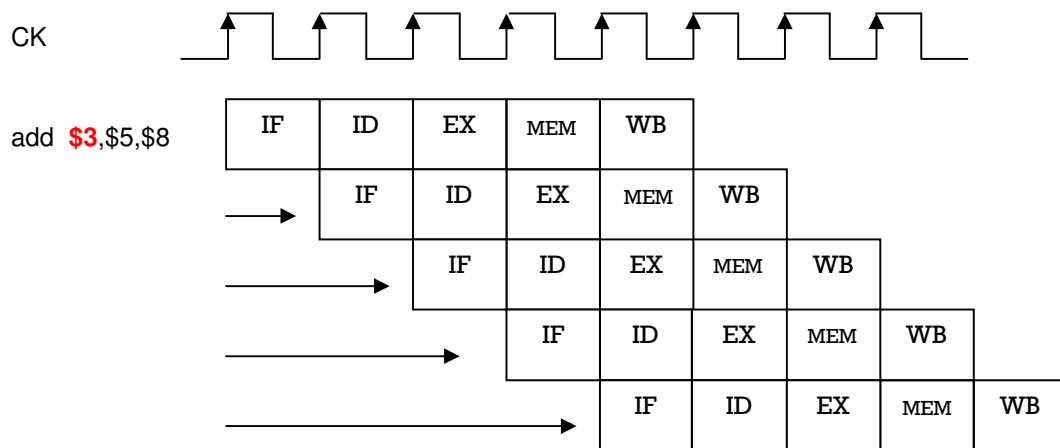 CK
add $3,$5,$8
IF ID EX MEM WB
IF ID EX MEM WB
IF ID EX MEM WB
IF ID EX MEM WB
IF ID EX MEM WB